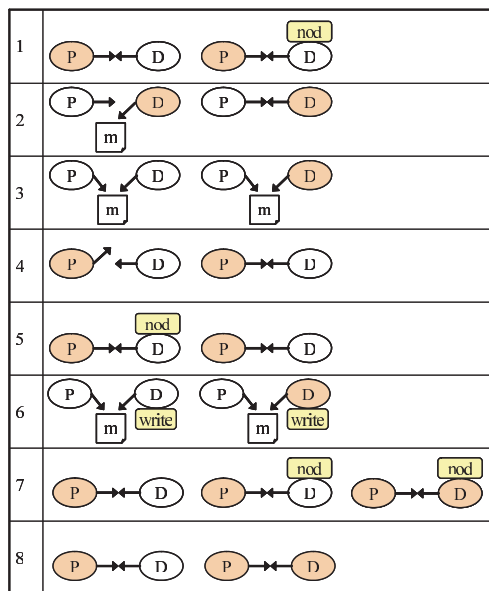 nod
1 P D P D
2 P D P D
m
3 P D P D
m m
4 P D P D
nod
5 P D P D
6 P D P D
m write m write
nod nod
7 P D P D P D
8 P D P D